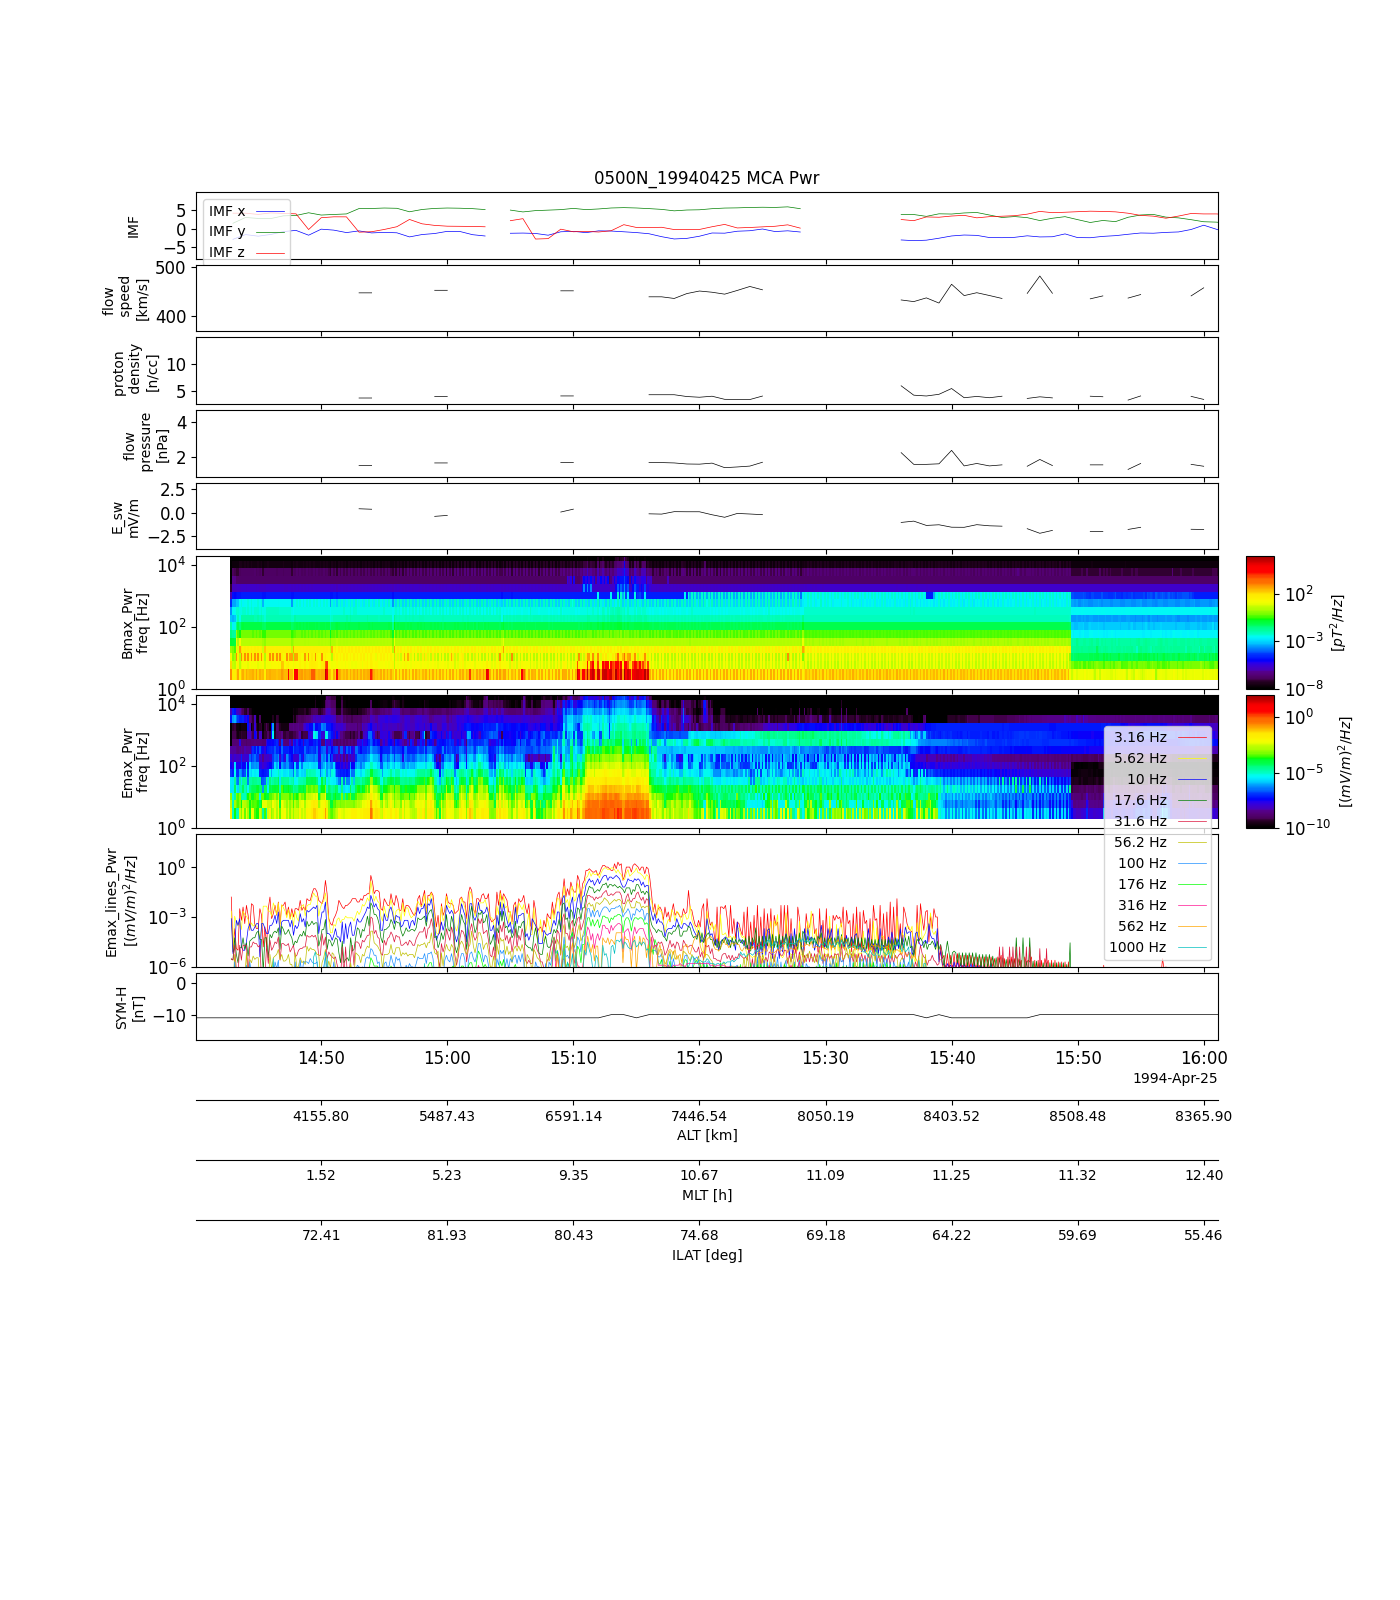 0500N_19940425 MCA Pwr
IMF
5
0
−5
IMF x
IMF y
IMF z
flow
speed
[km/s]
500
400
proton
density
[n/cc]
10
5
flow
pressure
[nPa]
4
2
E_sw
mV/m
2.5
0.0
−2.5
Bmax_Pwr
freq [Hz]
10^4
10^2
10^0
10^2
10^-3
10^-8
[pT^2/Hz]
Emax_Pwr
freq [Hz]
10^4
10^2
10^0
10^0
10^-5
10^-10
[(mV/m)^2/Hz]
3.16 Hz
5.62 Hz
10 Hz
17.6 Hz
31.6 Hz
56.2 Hz
100 Hz
176 Hz
316 Hz
562 Hz
1000 Hz
Emax_lines_Pwr
[(mV/m)^2/Hz]
10^0
10^-3
10^-6
SYM-H
[nT]
0
−10
14:50 15:00 15:10 15:20 15:30 15:40 15:50 16:00
1994-Apr-25
4155.80 5487.43 6591.14 7446.54 8050.19 8403.52 8508.48 8365.90
ALT [km]
1.52 5.23 9.35 10.67 11.09 11.25 11.32 12.40
MLT [h]
72.41 81.93 80.43 74.68 69.18 64.22 59.69 55.46
ILAT [deg]